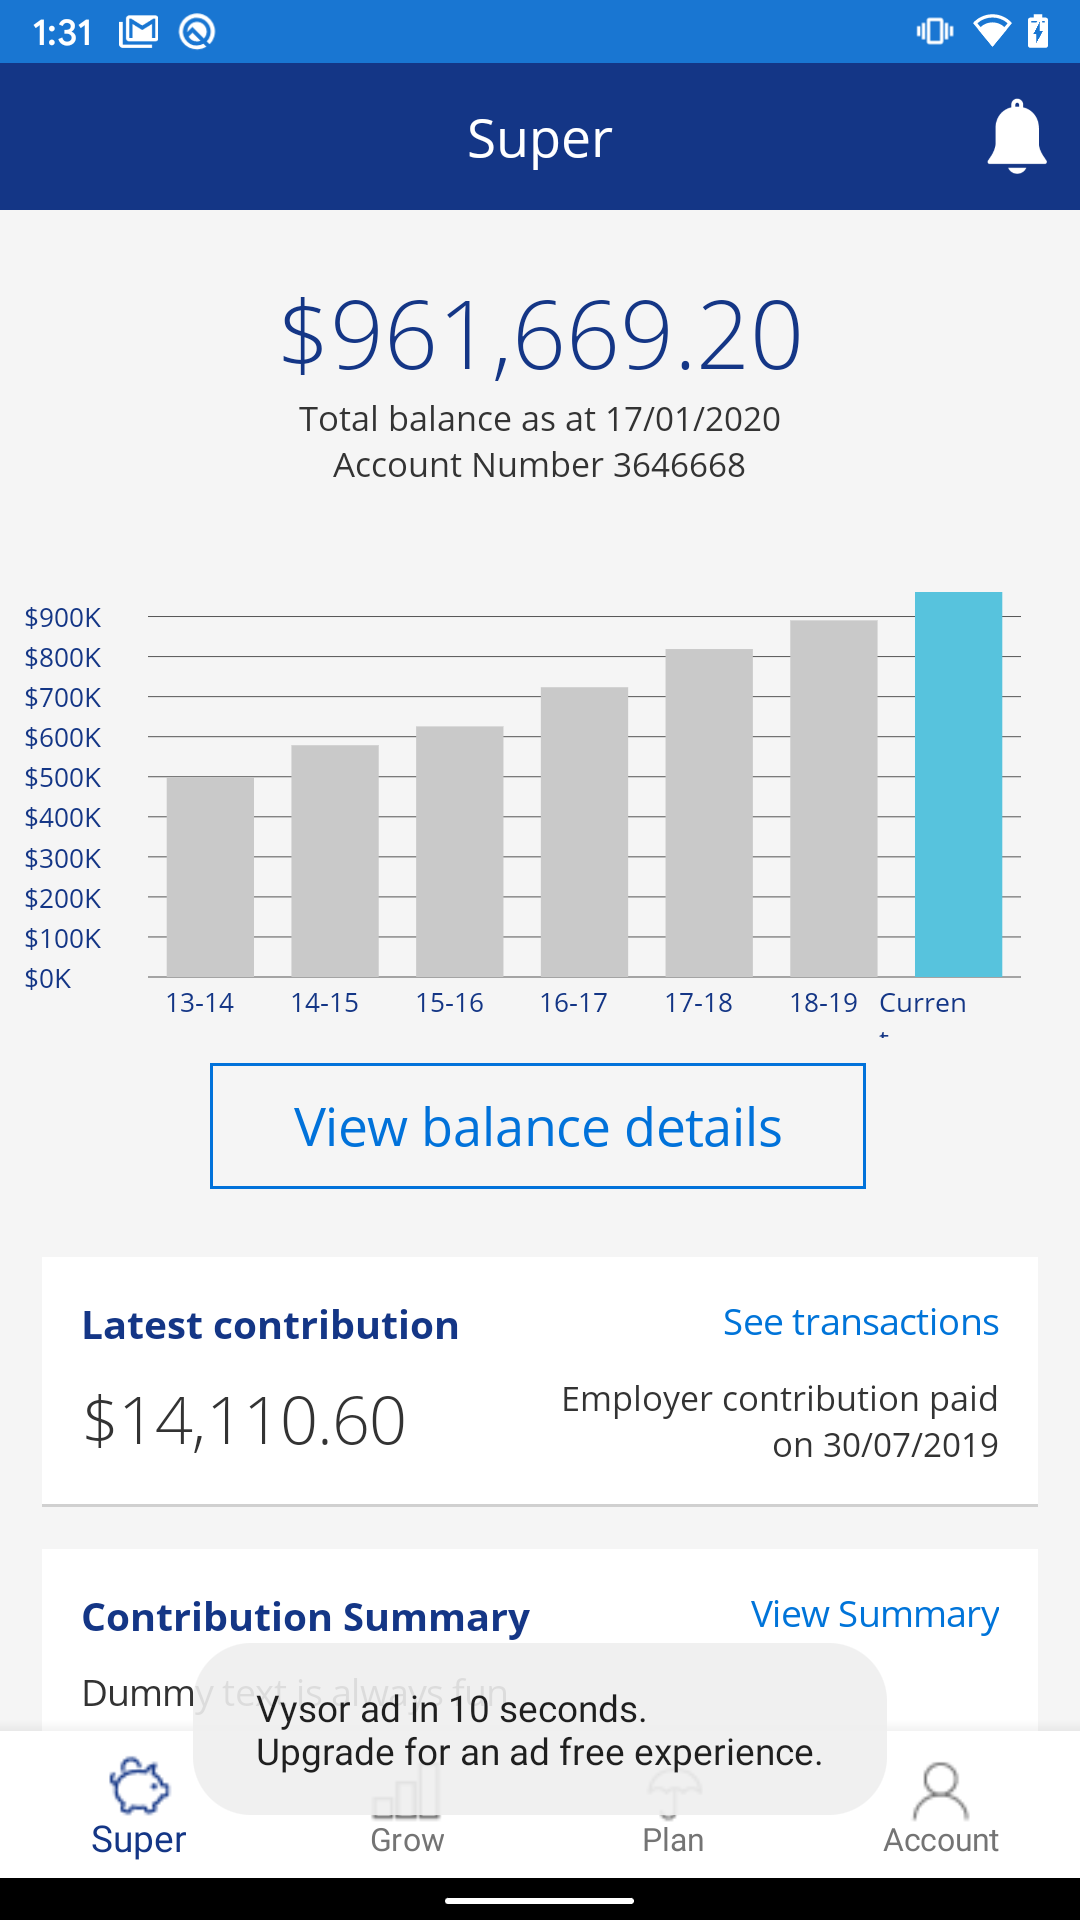 1:31
Super
$961,669.20
Total balance as at 17/01/2020
Account Number 3646668
$900K
$800K
$700K
$600K
$500K
$400K
$300K
$200K
$100K
$0K
13-14 14-15 15-16 16-17 17-18 18-19 Curren
t
View balance details
Latest contribution See transactions
$14,110.60 Employer contribution paid
on 30/07/2019
Contribution Summary View Summary
Dummy text is always fun
Vysor ad in 10 seconds.
Upgrade for an ad free experience.
Super Grow Plan Account